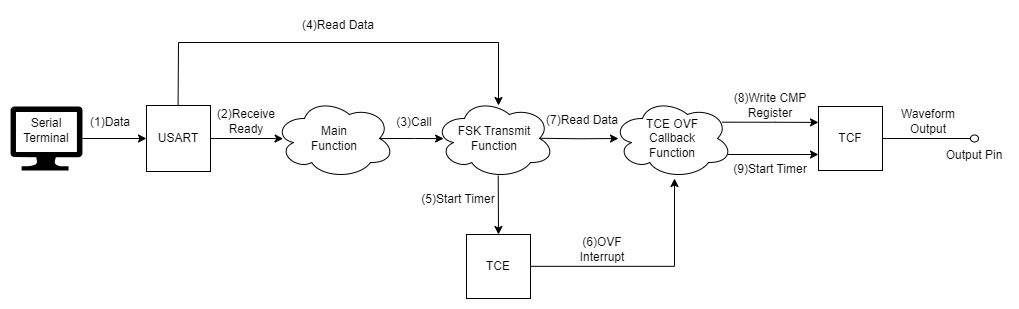 (4)Read Data
Serial
Terminal
(1)Data
USART
(2)Receive
Ready
Main
Function
(3)Call
FSK Transmit
Function
(7)Read Data
TCE OVF
Callback
Function
(8)Write CMP
Register
(9)Start Timer
TCF
Waveform
Output
Output Pin
(5)Start Timer
TCE
(6)OVF
Interrupt